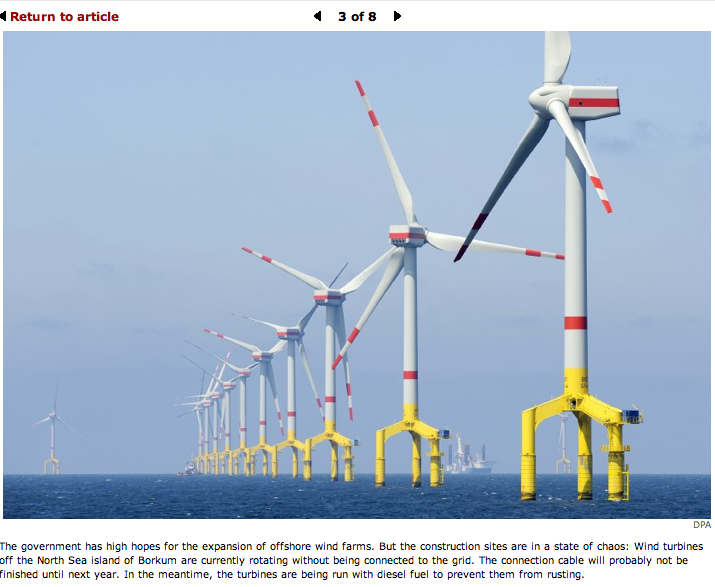 Return to article
3 of 8
DPA
The government has high hopes for the expansion of offshore wind farms. But the construction sites are in a state of chaos: Wind turbines
off the North Sea island of Borkum are currently rotating without being connected to the grid. The connection cable will probably not be
finished until next year. In the meantime, the turbines are being run with diesel fuel to prevent them from rusting.